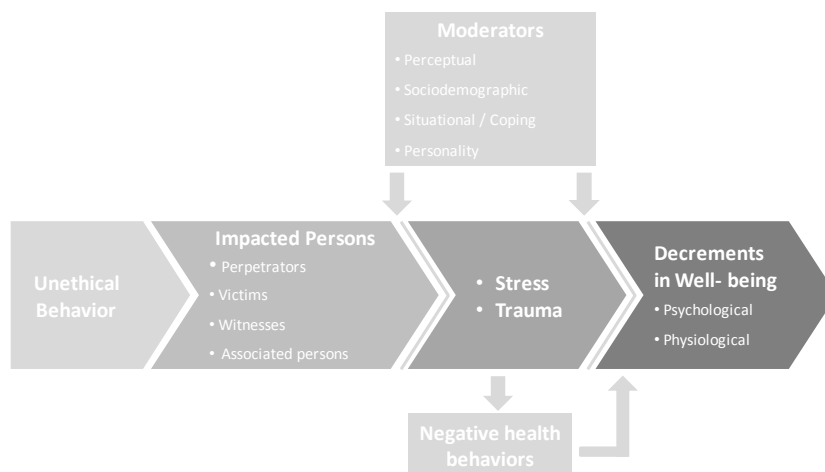 Moderators
• Perceptual
• Sociodemographic
• Situational / Coping
• Personality
Unethical
Behavior
Impacted Persons
• Perpetrators
• Victims
• Witnesses
• Associated persons
• Stress
• Trauma
Decrements
in Well- being
• Psychological
• Physiological
Negative health
behaviors